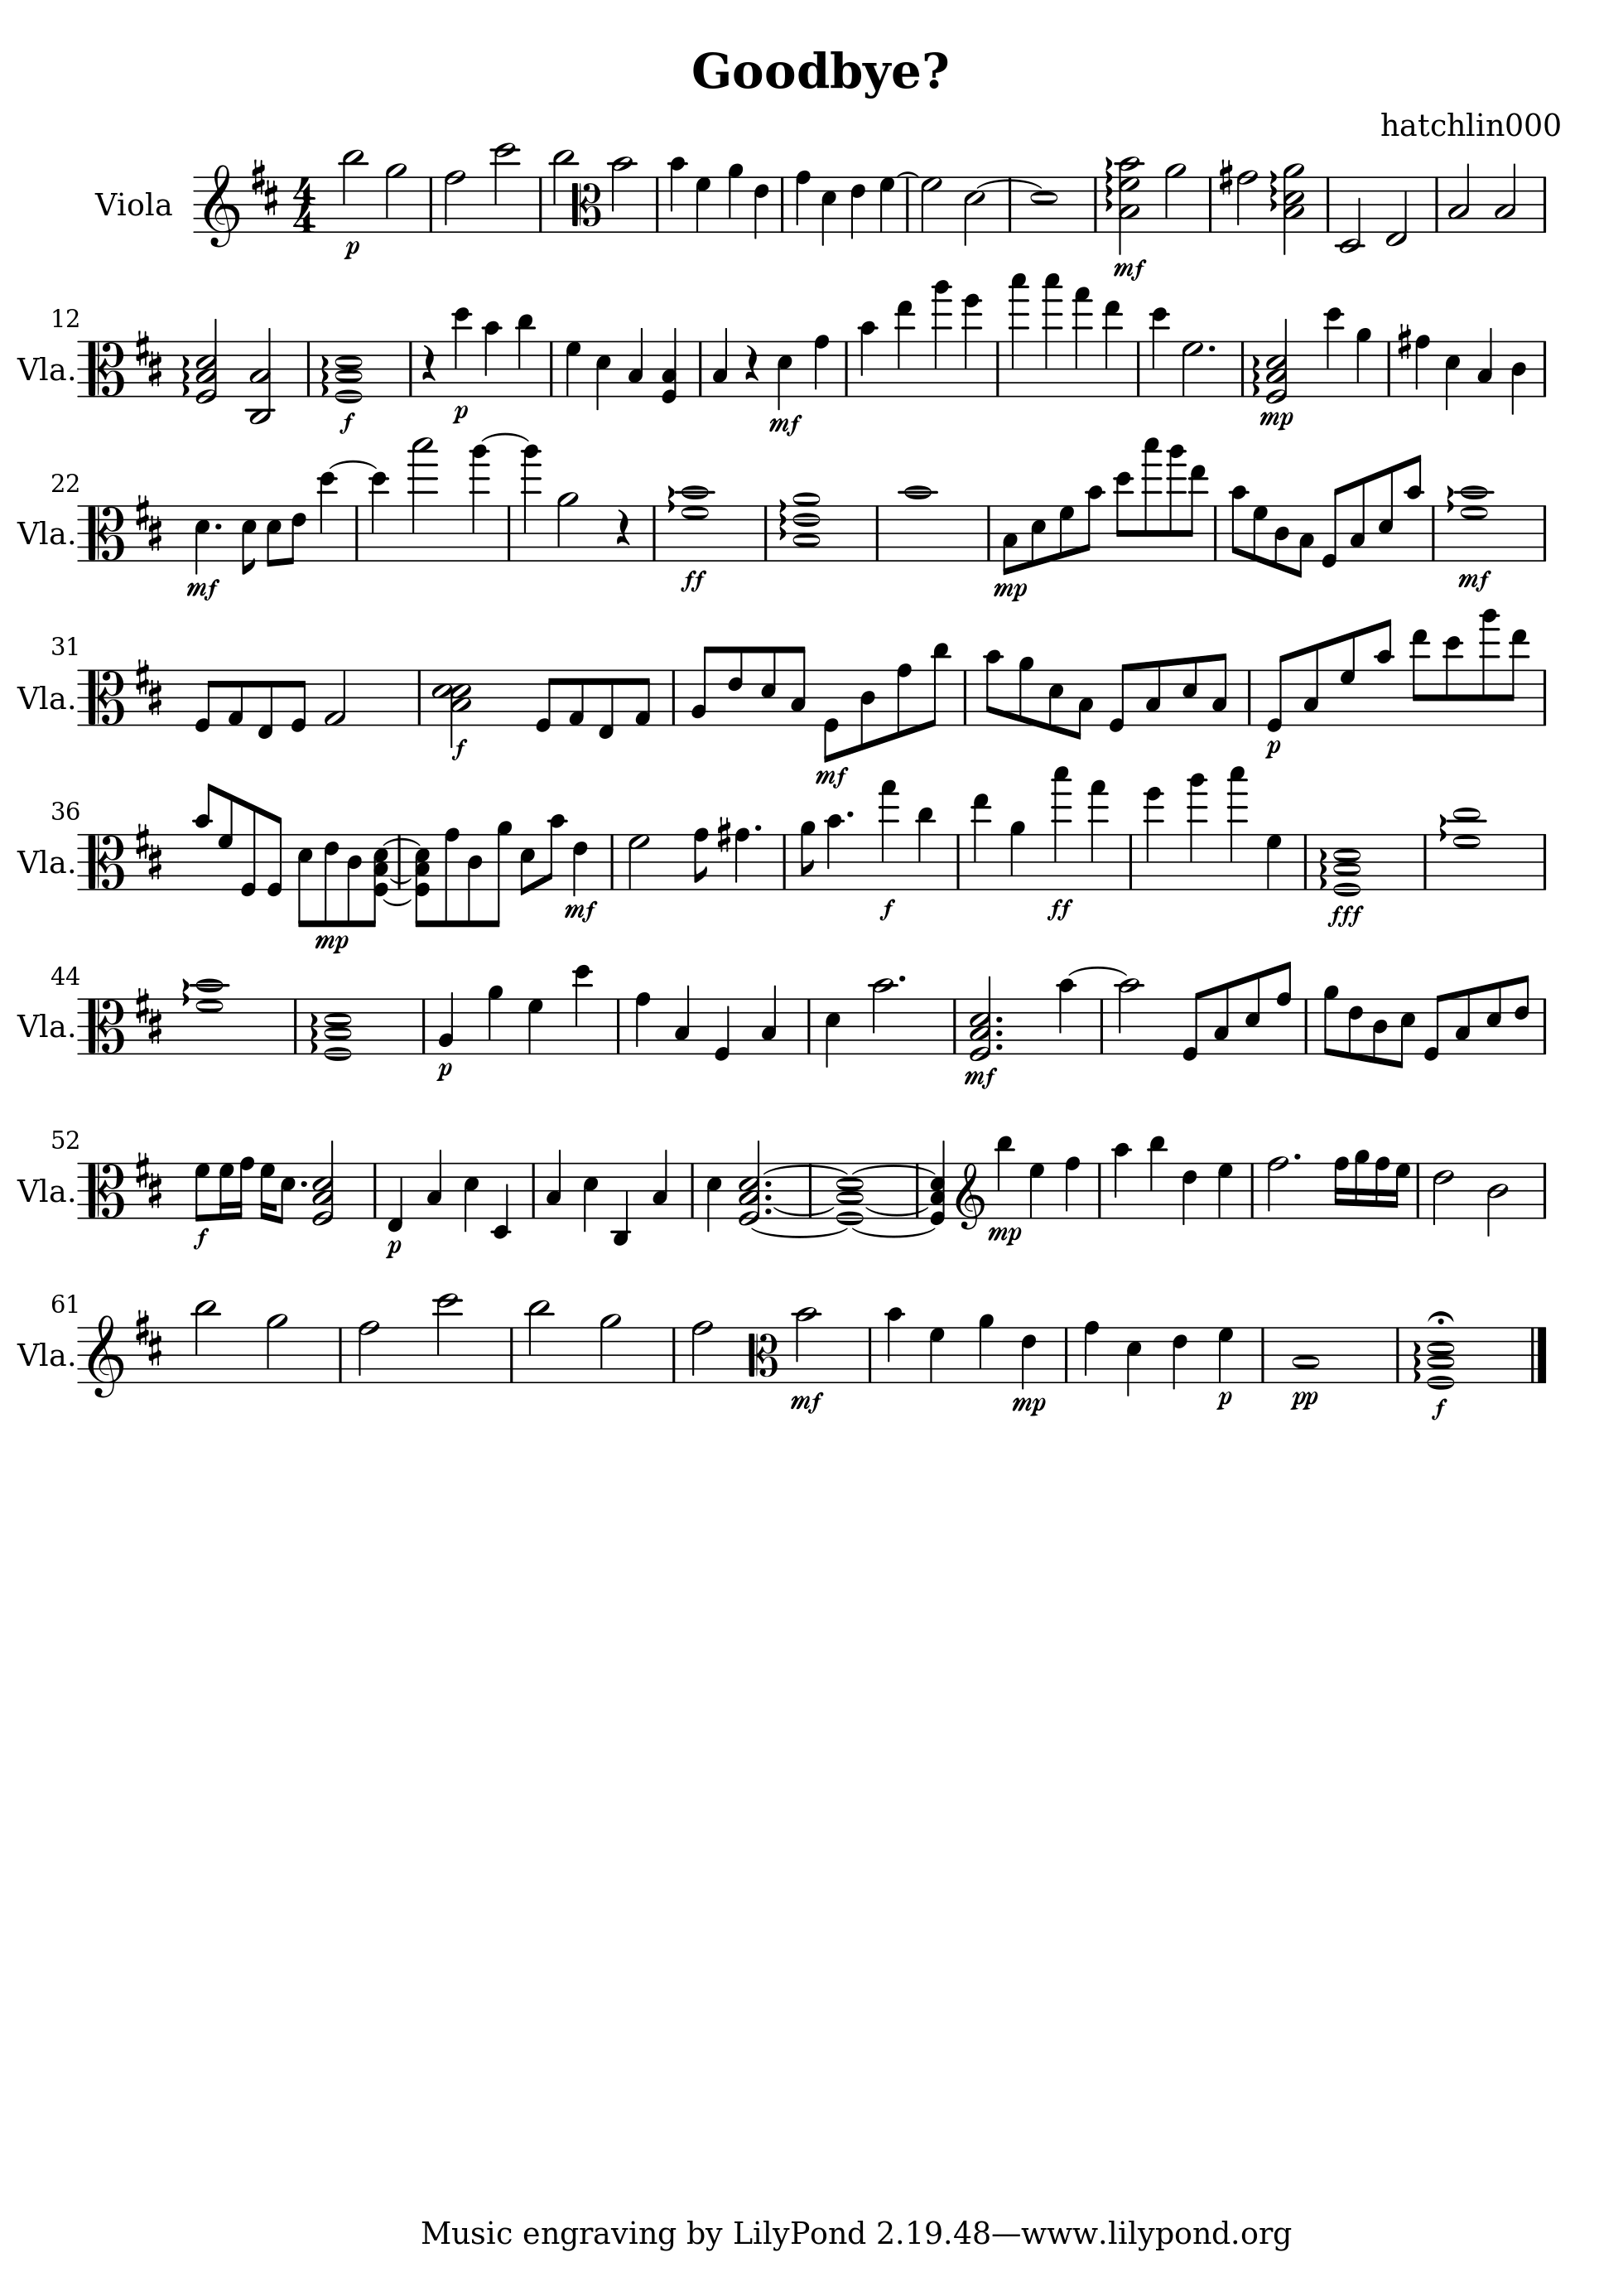 Goodbye?
hatchlin000
Viola
4
4
p
mf
12
Vla.
f
p
mf
mp
22
Vla.
mf
ff
mp
mf
31
Vla.
f
mf
p
36
Vla.
mp
mf
f
ff
fff
44
Vla.
p
mf
52
Vla.
f
p
mp
61
Vla.
mf
mp
p
pp
f
Music engraving by LilyPond 2.19.48—www.lilypond.org